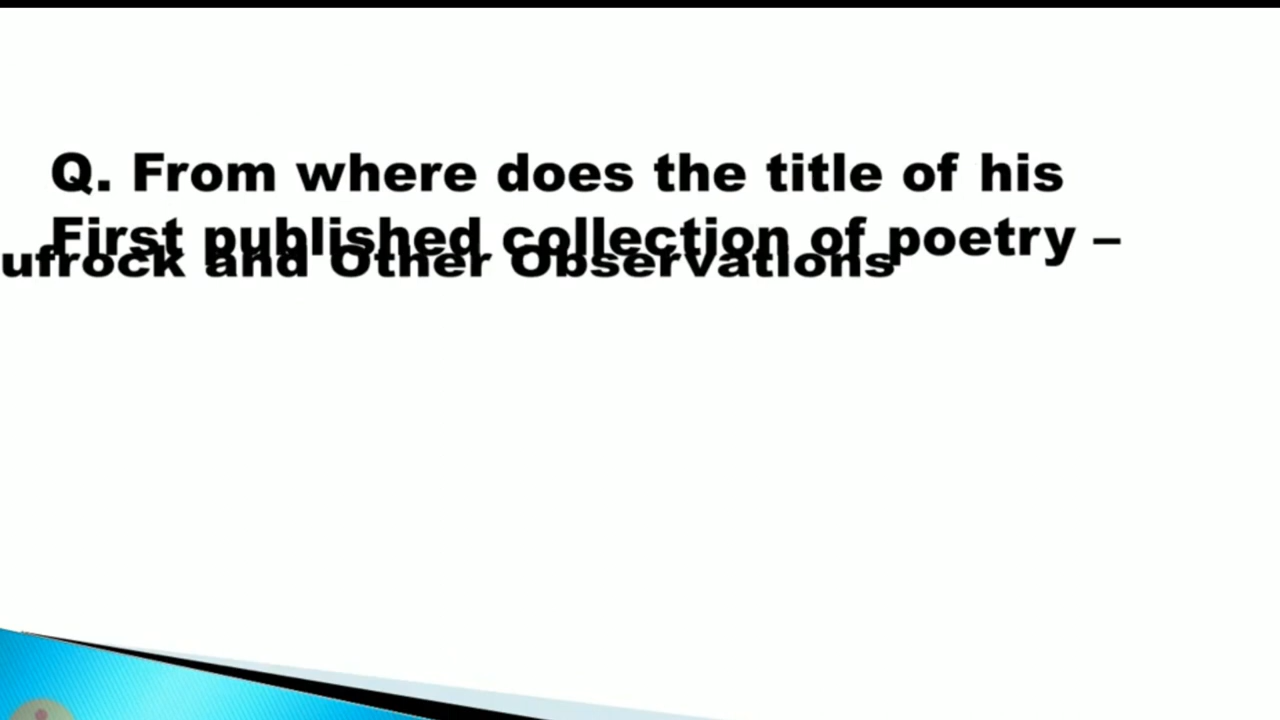 Q. From where does the title of his
First published collection of poetry –
ufrock and Other Observations